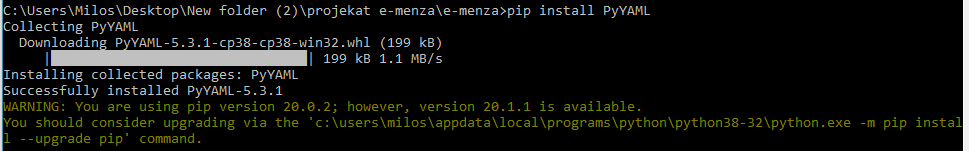 C:\Users\Milos\Desktop\New folder (2)\projekat e-menza\e-menza>pip install PyYAML
Collecting PyYAML
  Downloading PyYAML-5.3.1-cp38-cp38-win32.whl (199 kB)
     |████████████████████████████████| 199 kB 1.1 MB/s
Installing collected packages: PyYAML
Successfully installed PyYAML-5.3.1
WARNING: You are using pip version 20.0.2; however, version 20.1.1 is available.
You should consider upgrading via the 'c:\users\milos\appdata\local\programs\python\python38-32\python.exe -m pip instal
l --upgrade pip' command.